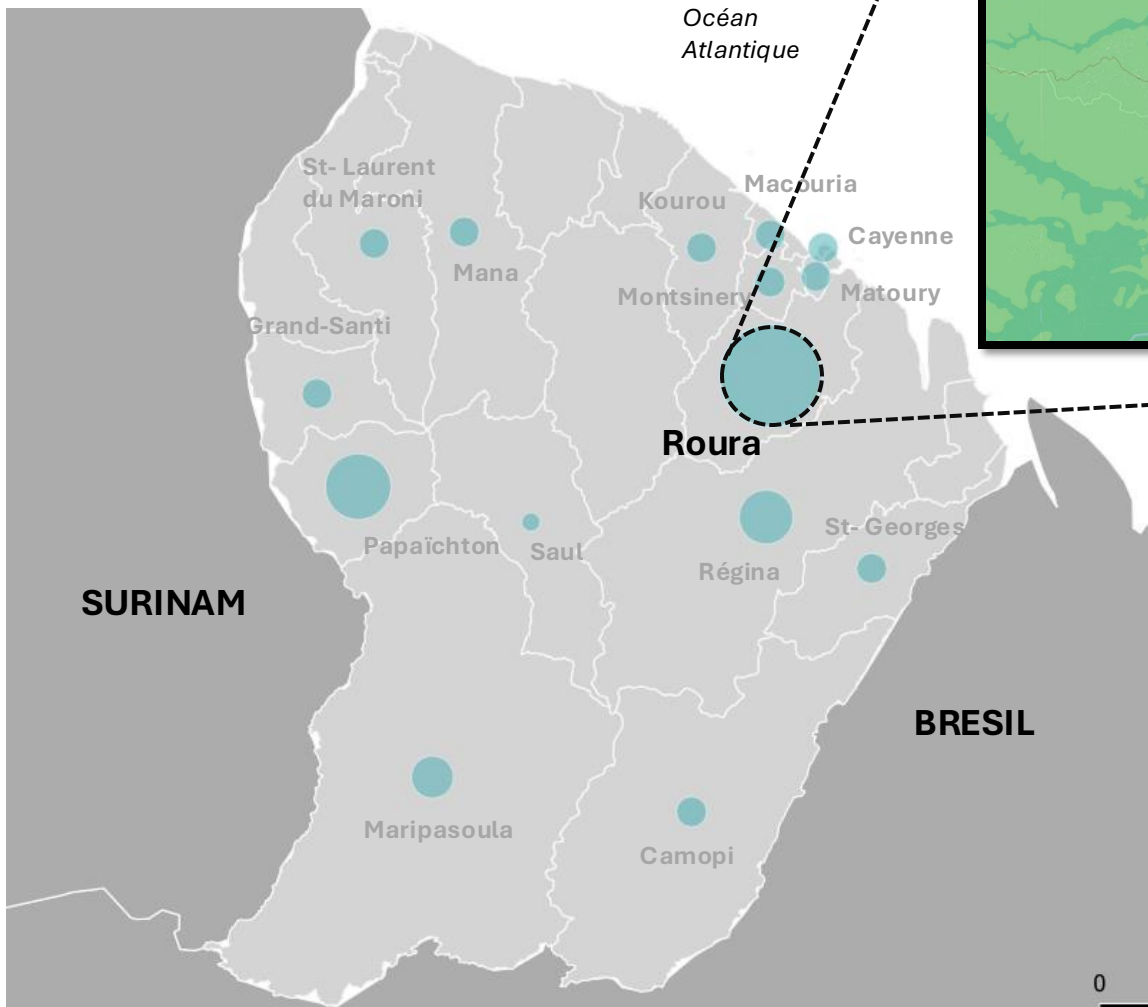 Océan
Atlantique
St- Laurent
du Maroni
Macouria
Kourou
Cayenne
Mana
Montsinery
Matoury
Grand-Santi
Roura
St- Georges
Papaïchton
Saul
Régina
SURINAM
BRESIL
Maripasoula
Camopi
0